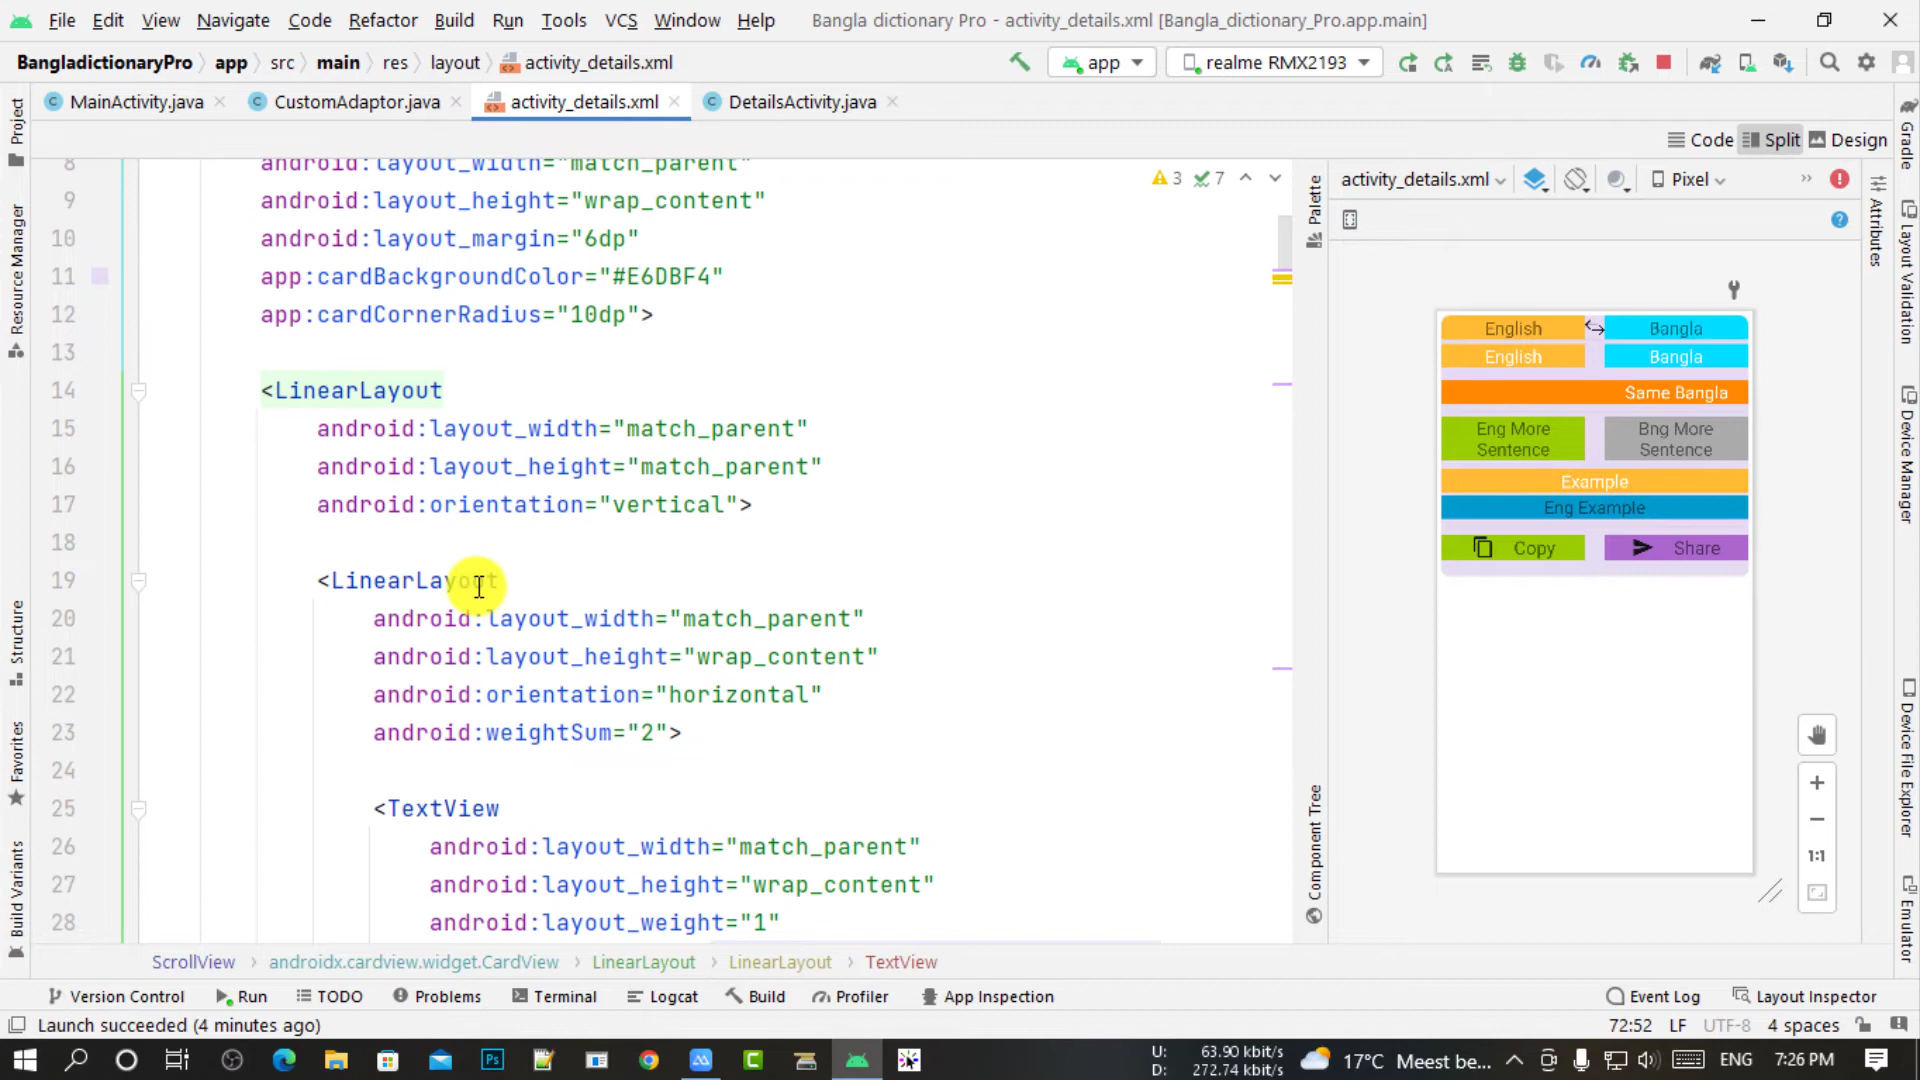 File Edit View Navigate Code Refactor Build Run Tools VCS Window Help Bangla dictionary Pro - activity_details.xml [Bangla_dictionary_Pro.app.main]
BangladictionaryPro app src main res layout activity_details.xml app realme RMX2193
MainActivity.java CustomAdaptor.java activity_details.xml DetailsActivity.java
Code Split Design
8 android:layout_width="match_parent"
9 android:layout_height="wrap_content"
10 android:layout_margin="6dp"
11 app:cardBackgroundColor="#E6DBF4"
12 app:cardCornerRadius="10dp">
13
14 <LinearLayout
15 android:layout_width="match_parent"
16 android:layout_height="match_parent"
17 android:orientation="vertical">
18
19 <LinearLayout
20 android:layout_width="match_parent"
21 android:layout_height="wrap_content"
22 android:orientation="horizontal"
23 android:weightSum="2">
24
25 <TextView
26 android:layout_width="match_parent"
27 android:layout_height="wrap_content"
28 android:layout_weight="1"
3 7
activity_details.xml Pixel
English Bangla
English Bangla
Same Bangla
Eng More Sentence
Bng More Sentence
Example
Eng Example
Copy Share
1:1
Project
Resource Manager
Structure
Favorites
Build Variants
Palette
Component Tree
Attributes
Gradle
Layout Validation
Device Manager
Device File Explorer
Emulator
ScrollView androidx.cardview.widget.CardView LinearLayout LinearLayout TextView
Version Control Run TODO Problems Terminal Logcat Build Profiler App Inspection Event Log Layout Inspector
Launch succeeded (4 minutes ago) 72:52 LF UTF-8 4 spaces
Ps
U: 63.90 kbit/s
D: 272.74 kbit/s
17°C Meest be... ENG 7:26 PM